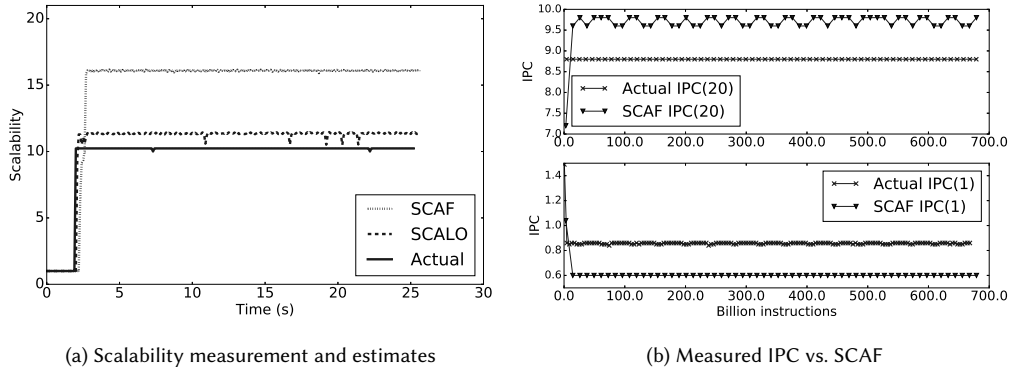 20
15
10
5
0
Scalability
SCAF
SCALO
Actual
0 5 10 15 20 25 30
Time (s)
(a) Scalability measurement and estimates
10.0
9.5
9.0
8.5
8.0
7.5
7.0
IPC
Actual IPC(20)
SCAF IPC(20)
0.0 100.0 200.0 300.0 400.0 500.0 600.0 700.0
1.4
1.2
1.0
0.8
0.6
IPC
Actual IPC(1)
SCAF IPC(1)
0.0 100.0 200.0 300.0 400.0 500.0 600.0 700.0
Billion instructions
(b) Measured IPC vs. SCAF